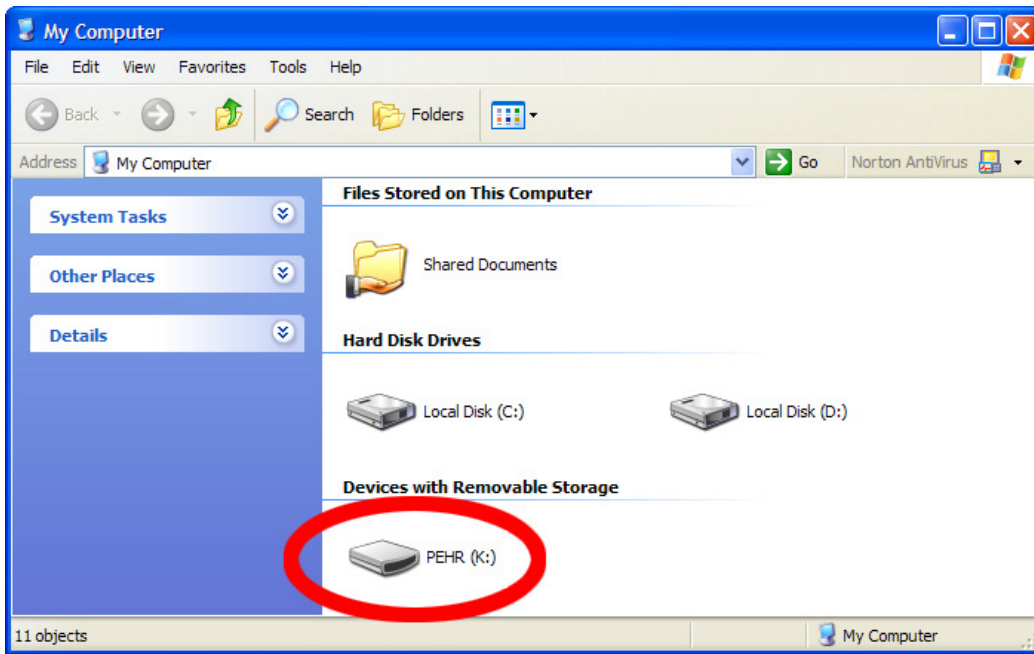 My Computer
File Edit View Favorites Tools Help
Back Search Folders
Address My Computer Go Norton AntiVirus
System Tasks
Other Places
Details
Files Stored on This Computer
Shared Documents
Hard Disk Drives
Local Disk (C:) Local Disk (D:)
Devices with Removable Storage
PEHR (K:)
11 objects My Computer